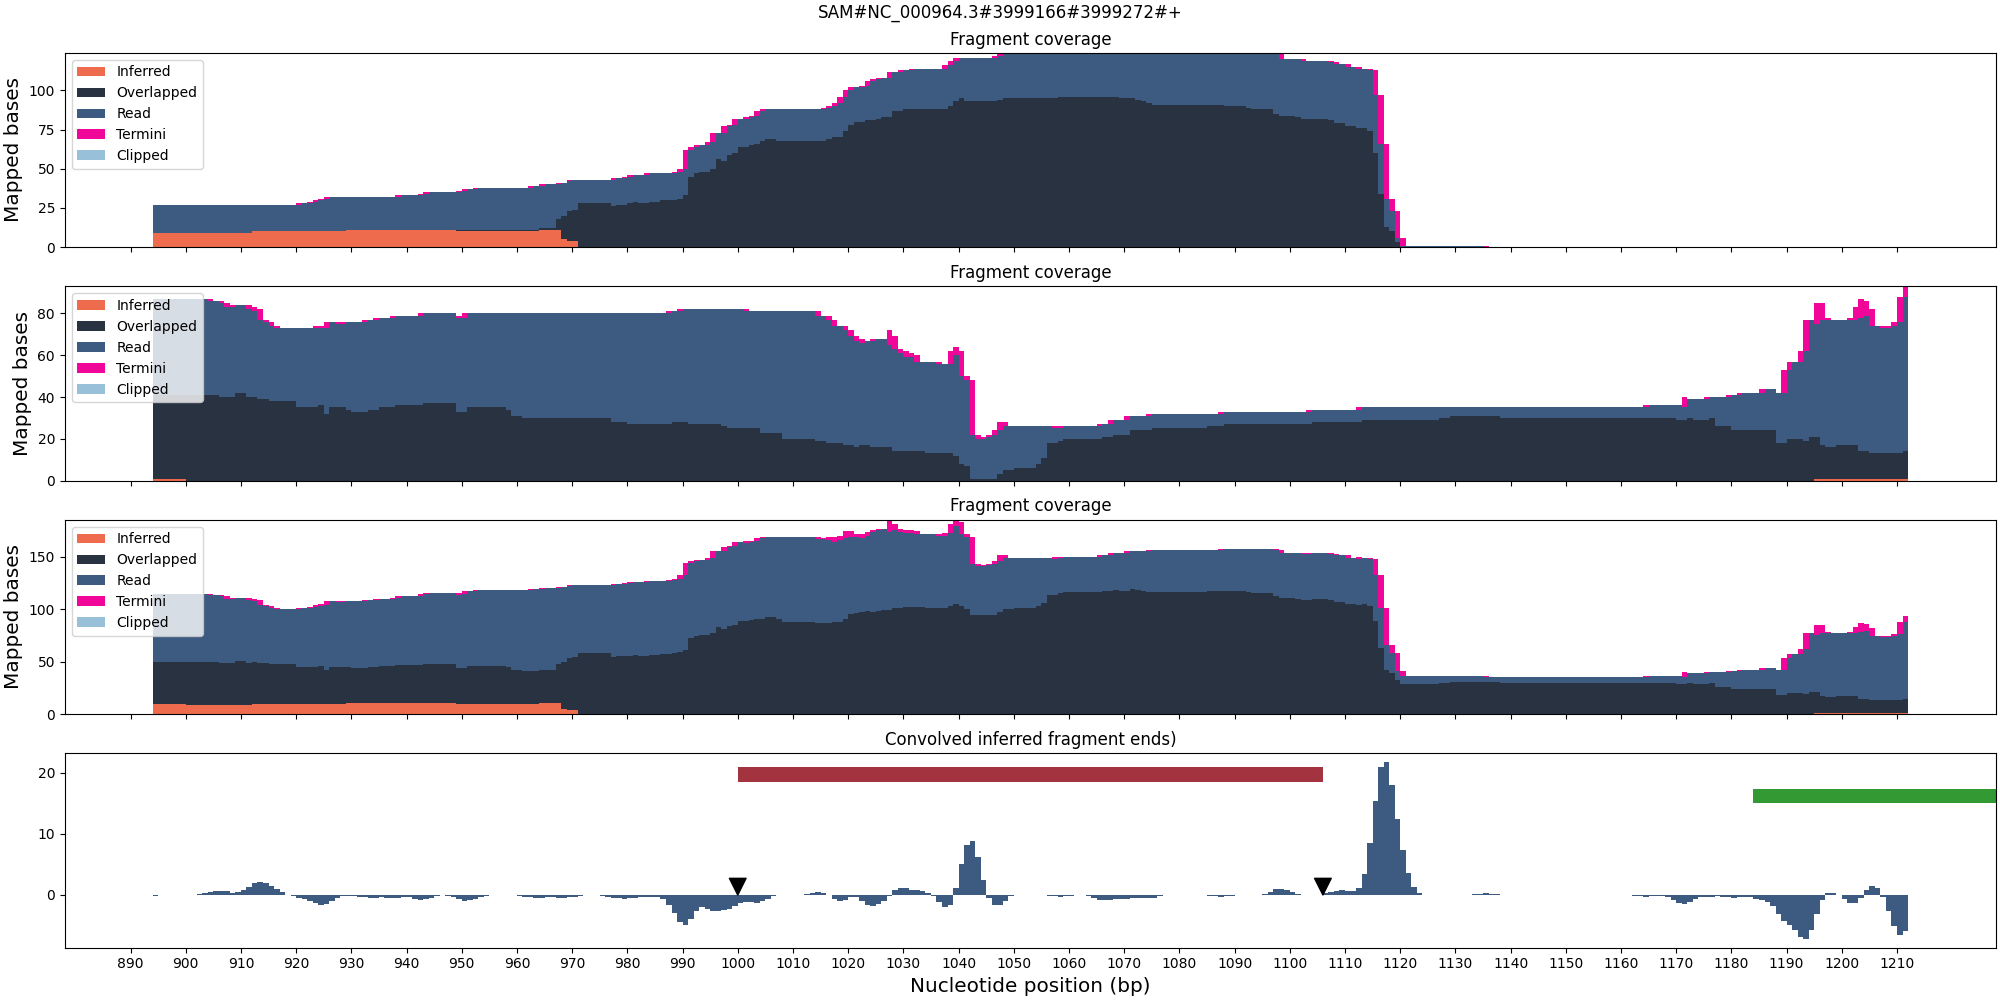 SAM#NC_000964.3#3999166#3999272#+
Fragment coverage
Mapped bases
100
75
50
25
0
Inferred
Overlapped
Read
Termini
Clipped
Fragment coverage
Mapped bases
80
60
40
20
0
Inferred
Overlapped
Read
Termini
Clipped
Fragment coverage
Mapped bases
150
100
50
0
Inferred
Overlapped
Read
Termini
Clipped
Convolved inferred fragment ends)
20
10
0
890 900 910 920 930 940 950 960 970 980 990 1000 1010 1020 1030 1040 1050 1060 1070 1080 1090 1100 1110 1120 1130 1140 1150 1160 1170 1180 1190 1200 1210
Nucleotide position (bp)